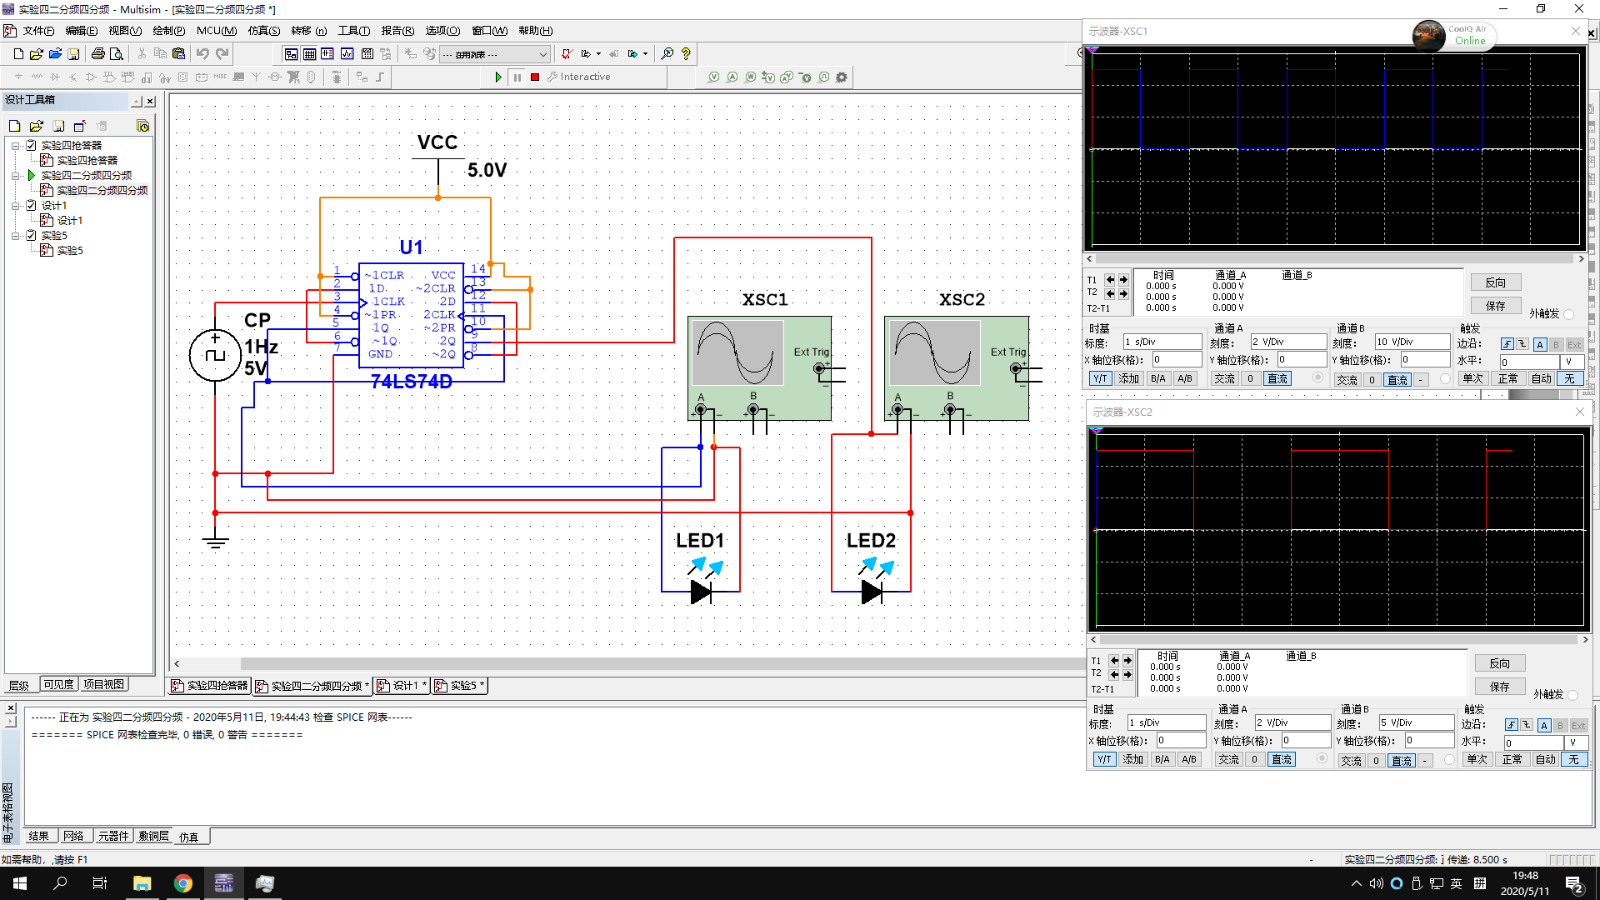 实验四二分频四分频 - Multisim - [实验四二分频四分频 *]
文件(F) 编辑(E) 视图(V) 绘制(P) MCU(M) 仿真(S) 转移 (n) 工具(T) 报告(R) 选项(O) 窗口(W) 帮助(H)
--- 在用列表 ---
Interactive
设计工具箱
实验四抢答器
实验四抢答器
实验四二分频四分频
实验四二分频四分频
设计1
设计1
实验5
实验5
层级 可见度 项目视图
VCC
5.0V
U1
1 ~1CLR VCC 14
2 1D ~2CLR 13
3 1CLK 2D 12
4 ~1PR 2CLK 11
5 1Q ~2PR 10
6 ~1Q 2Q 9
7 GND ~2Q 8
74LS74D
CP
1Hz
5V
XSC1
Ext Trig
A B
XSC2
Ext Trig
A B
LED1
LED2
实验四抢答器 实验四二分频四分频 * 设计1 * 实验5 *
示波器-XSC1
CoolQ Air
Online
时间 通道_A 通道_B
T1 0.000 s 0.000 V
T2 0.000 s 0.000 V
T2-T1 0.000 s 0.000 V
反向
保存
外触发
时基 通道 A 通道 B 触发
标度: 1 s/Div 刻度: 2 V/Div 刻度: 10 V/Div 边沿: A B Ext
X 轴位移(格): 0 Y 轴位移(格): 0 Y 轴位移(格): 0 水平: 0 V
Y/T 添加 B/A A/B 交流 0 直流 交流 0 直流 - 单次 正常 自动 无
示波器-XSC2
时间 通道_A 通道_B
T1 0.000 s 0.000 V
T2 0.000 s 0.000 V
T2-T1 0.000 s 0.000 V
反向
保存
外触发
时基 通道 A 通道 B 触发
标度: 1 s/Div 刻度: 2 V/Div 刻度: 5 V/Div 边沿: A B Ext
X 轴位移(格): 0 Y 轴位移(格): 0 Y 轴位移(格): 0 水平: 0 V
Y/T 添加 B/A A/B 交流 0 直流 交流 0 直流 - 单次 正常 自动 无
------ 正在为 实验四二分频四分频 - 2020年5月11日, 19:44:43 检查 SPICE 网表------
======= SPICE 网表检查完毕, 0 错误, 0 警告 =======
电子表格视图
结果 网络 元器件 敷铜层 仿真
如需帮助，,请按 F1
- 实验四二分频四分频: j 传递: 8.500 s
英
19:48
2020/5/11
2